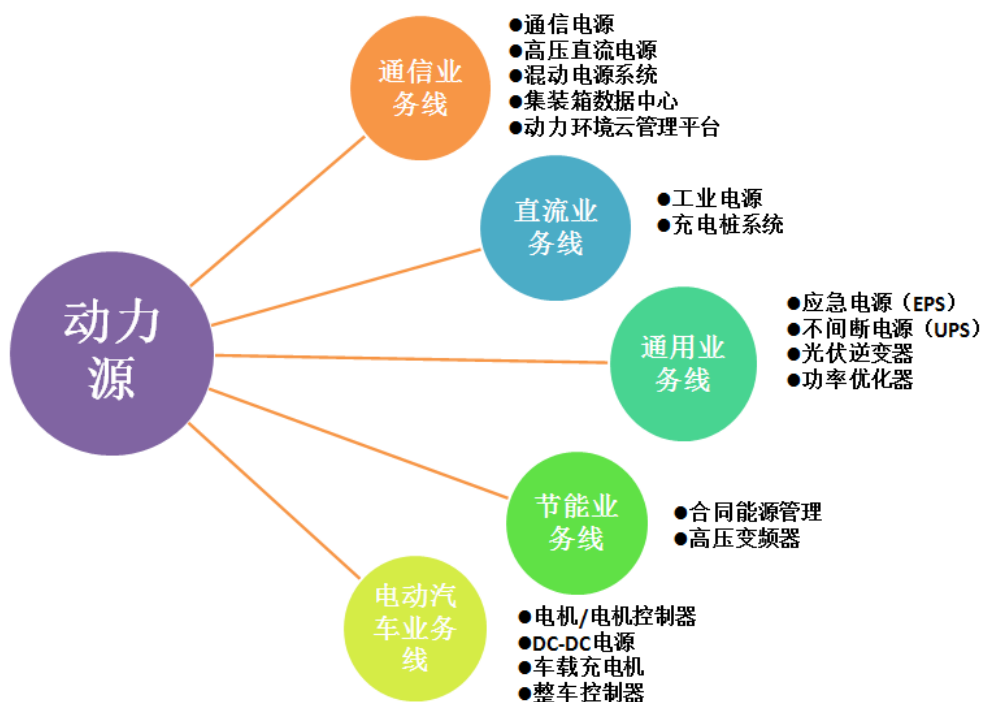 动力
源
通信业
务线
●通信电源
●高压直流电源
●混动电源系统
●集装箱数据中心
●动力环境云管理平台
直流业
务线
●工业电源
●充电桩系统
通用业
务线
●应急电源（EPS）
●不间断电源（UPS）
●光伏逆变器
●功率优化器
节能业
务线
●合同能源管理
●高压变频器
电动汽
车业务
线
●电机/电机控制器
●DC-DC电源
●车载充电机
●整车控制器